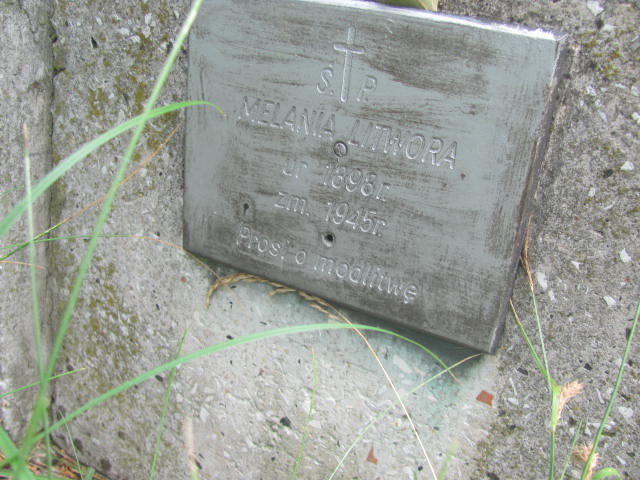 Ś. P.
MELANIA LITWORA
ur 1898r.
zm. 1945r.
Prosi o modlitwę